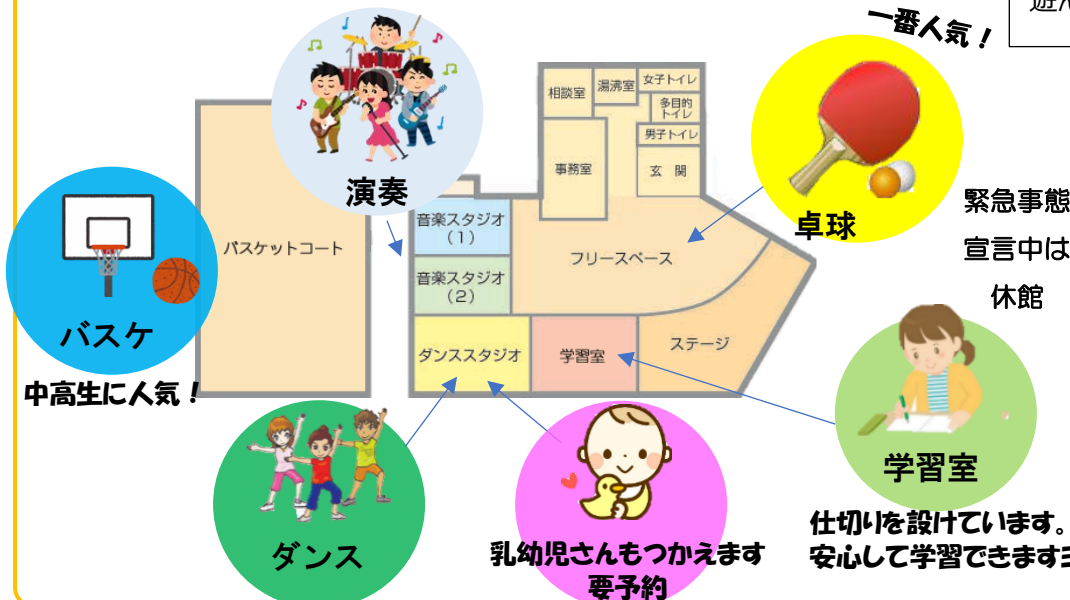 遊ん
一番人気！
演奏
卓球
緊急事態
宣言中は
休館
相談室
湯沸室
女子トイレ
多目的
トイレ
男子トイレ
事務室
玄関
バスケットコート
音楽スタジオ
（1）
音楽スタジオ
（2）
フリースペース
ダンススタジオ
学習室
ステージ
バスケ
中高生に人気！
ダンス
乳幼児さんもつかえます
要予約
学習室
仕切りを設けています。
安心して学習できます